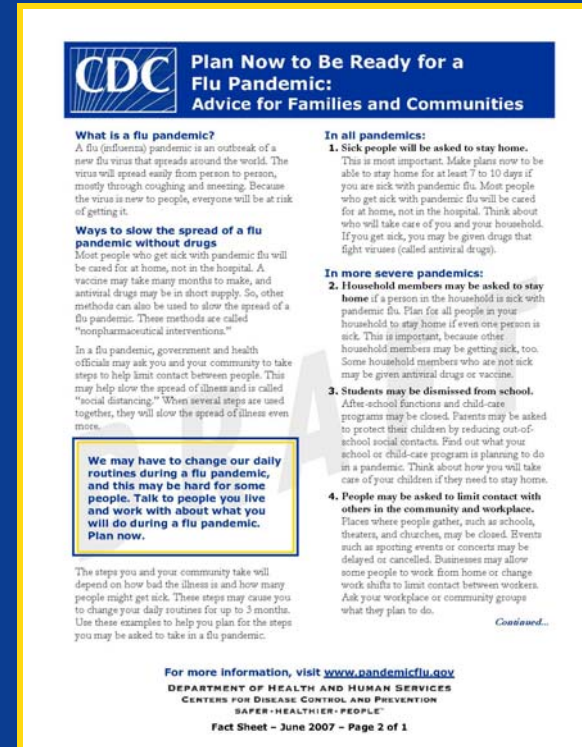 CDC
Plan Now to Be Ready for a
Flu Pandemic:
Advice for Families and Communities
What is a flu pandemic?
A flu (influenza) pandemic is an outbreak of a
new flu virus that spreads around the world. The
virus will spread easily from person to person,
mostly through coughing and sneezing. Because
the virus is new to people, everyone will be at risk
of getting it.
Ways to slow the spread of a flu
pandemic without drugs
Most people who get sick with pandemic flu will
be cared for at home, not in the hospital. A
vaccine may take many months to make, and
antiviral drugs may be in short supply. So, other
methods can also be used to slow the spread of a
flu pandemic. These methods are called
"nonpharmaceutical interventions."
In a flu pandemic, government and health
officials may ask you and your community to take
steps to help limit contact between people. This
may help slow the spread of illness and is called
"social distancing." When several steps are used
together, they will slow the spread of illness even
more.
We may have to change our daily
routines during a flu pandemic,
and this may be hard for some
people. Talk to people you live
and work with about what you
will do during a flu pandemic.
Plan now.
The steps you and your community take will
depend on how bad the illness is and how many
people might get sick. These steps may cause you
to change your daily routines for up to 3 months.
Use these examples to help you plan for the steps
you may be asked to take in a flu pandemic.
In all pandemics:
1. Sick people will be asked to stay home.
This is most important. Make plans now to be
able to stay home for at least 7 to 10 days if
you are sick with pandemic flu. Most people
who get sick with pandemic flu will be cared
for at home, not in the hospital. Think about
who will take care of you and your household.
If you get sick, you may be given drugs that
fight viruses (called antiviral drugs).
In more severe pandemics:
2. Household members may be asked to stay
home if a person in the household is sick with
pandemic flu. Plan for all people in your
household to stay home if even one person is
sick. This is important, because other
household members may be getting sick, too.
Some household members who are not sick
may be given antiviral drugs or vaccine.
3. Students may be dismissed from school.
After-school functions and child-care
programs may be closed. Parents may be asked
to protect their children by reducing out-of-
school social contacts. Find out what your
school or child-care program is planning to do
in a pandemic. Think about how you will take
care of your children if they need to stay home.
4. People may be asked to limit contact with
others in the community and workplace.
Places where people gather, such as schools,
theaters, and churches, may be closed. Events
such as sporting events or concerts may be
delayed or cancelled. Businesses may allow
some people to work from home or change
work shifts to limit contact between workers.
Ask your workplace or community groups
what they plan to do.
Continued...
DRAFT
For more information, visit www.pandemicflu.gov
DEPARTMENT OF HEALTH AND HUMAN SERVICES
CENTERS FOR DISEASE CONTROL AND PREVENTION
SAFER • HEALTHIER • PEOPLE™
Fact Sheet – June 2007 – Page 2 of 1